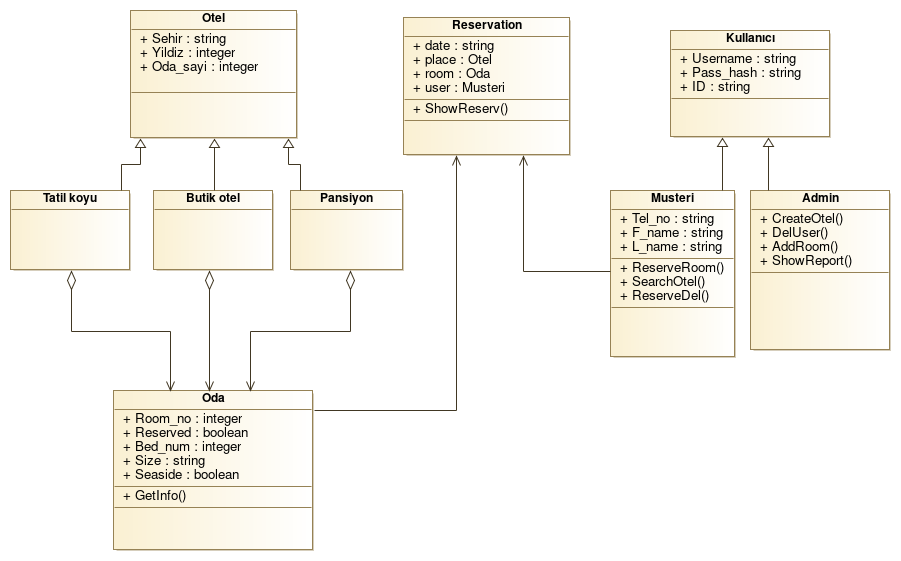 Otel
+ Sehir : string
+ Yildiz : integer
+ Oda_sayi : integer
Reservation
+ date : string
+ place : Otel
+ room : Oda
+ user : Musteri
+ ShowReserv()
Kullanıcı
+ Username : string
+ Pass_hash : string
+ ID : string
Tatil koyu
Butik otel
Pansiyon
Musteri
+ Tel_no : string
+ F_name : string
+ L_name : string
+ ReserveRoom()
+ SearchOtel()
+ ReserveDel()
Admin
+ CreateOtel()
+ DelUser()
+ AddRoom()
+ ShowReport()
Oda
+ Room_no : integer
+ Reserved : boolean
+ Bed_num : integer
+ Size : string
+ Seaside : boolean
+ GetInfo()